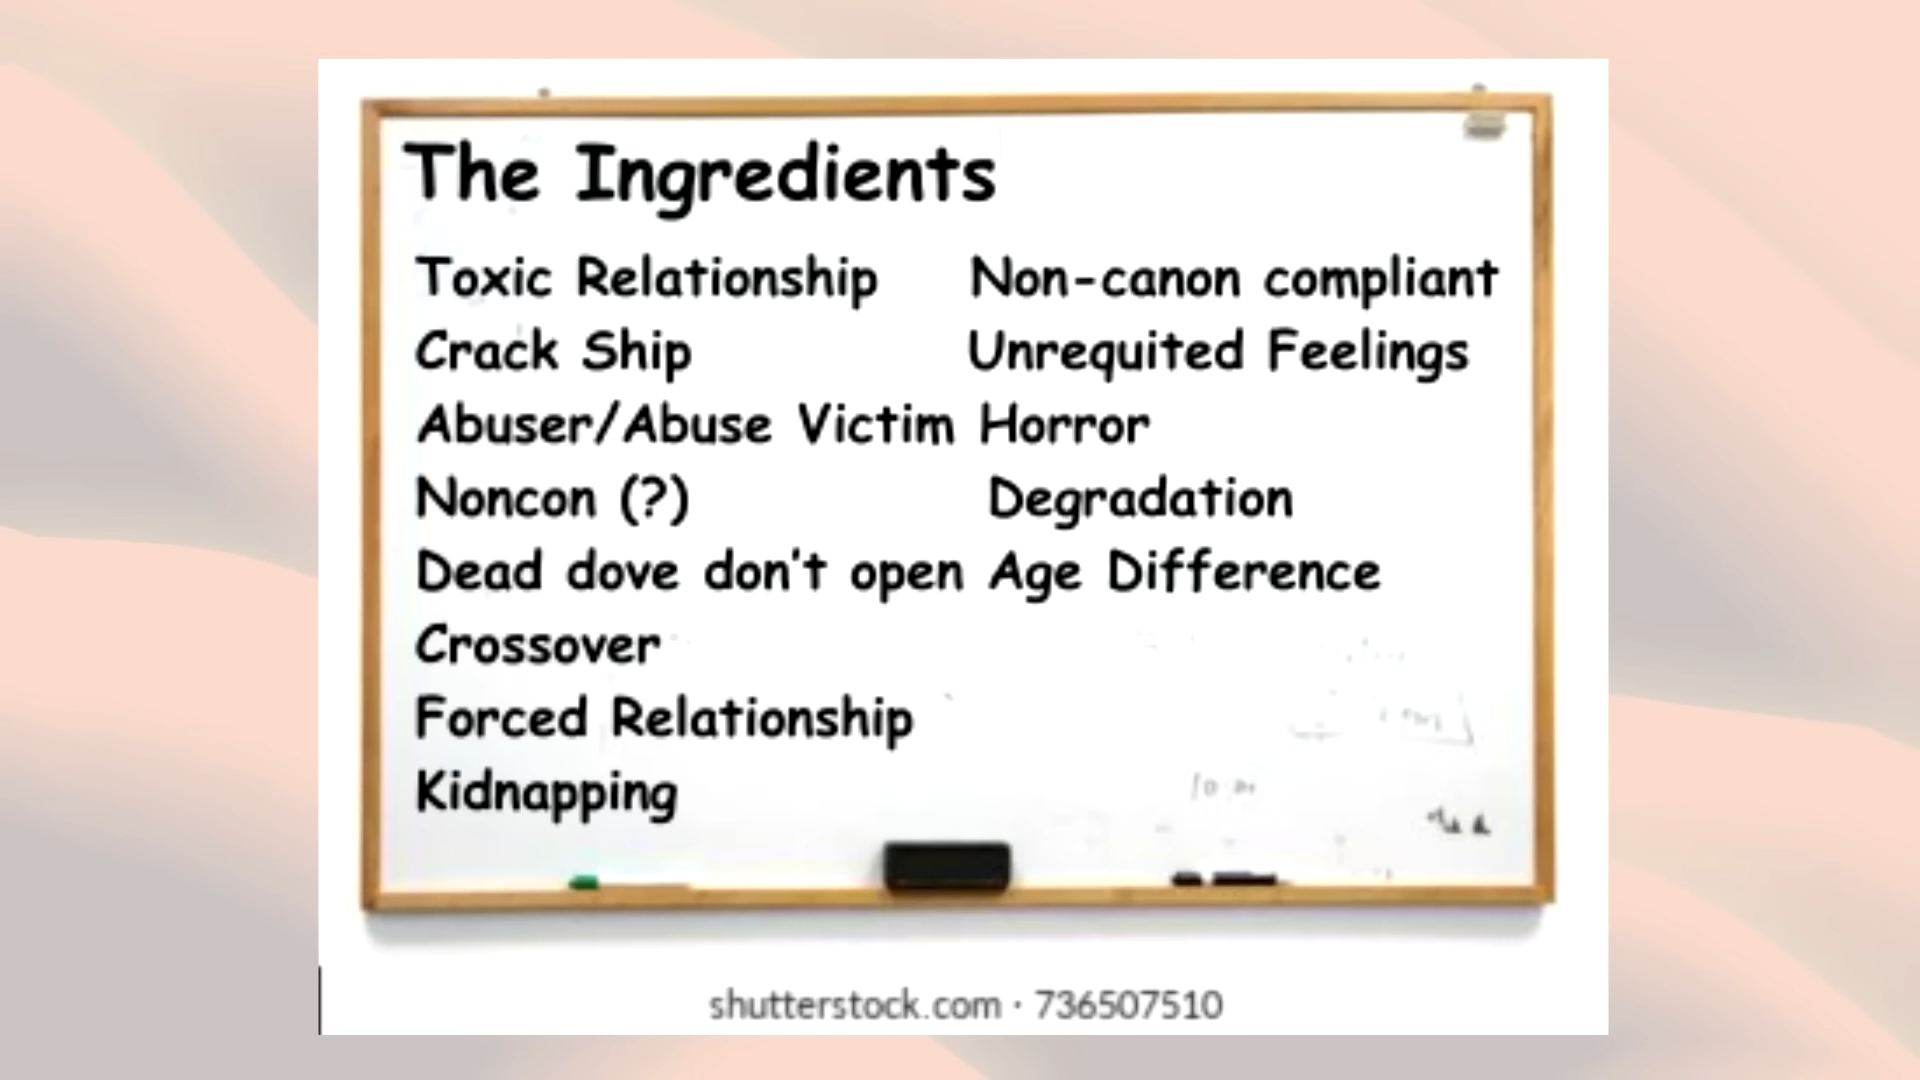 The Ingredients
Toxic Relationship
Crack Ship
Abuser/Abuse Victim
Noncon (?)
Dead dove don't open
Crossover
Forced Relationship
Kidnapping
Non-canon compliant
Unrequited Feelings
Horror
Degradation
Age Difference
shutterstock.com · 736507510